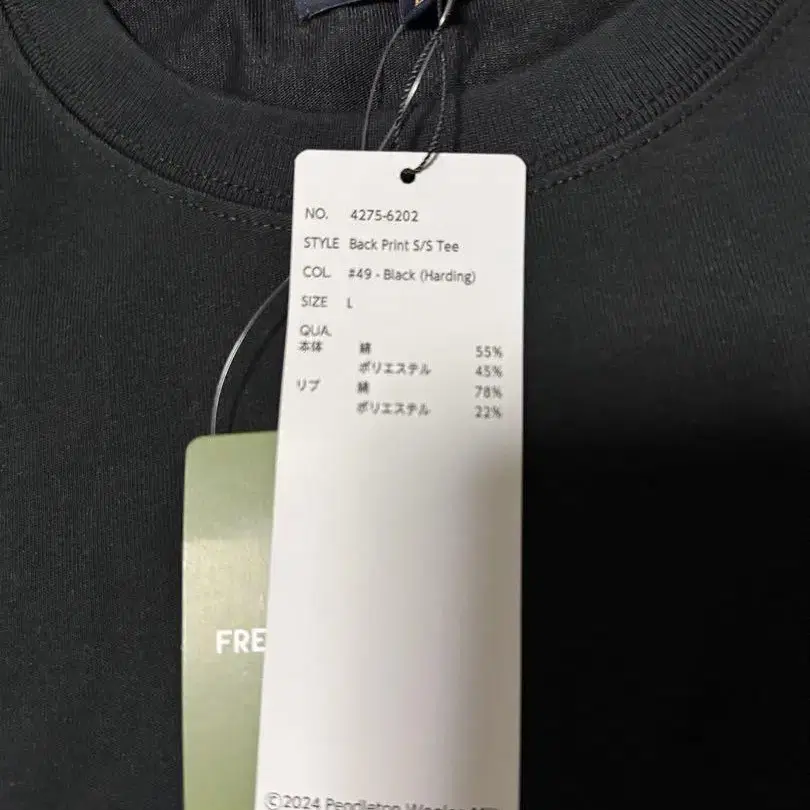 NO. 4275-6202
STYLE Back Print S/S Tee
COL. #49 - Black (Harding)
SIZE L
QUA.
本体 綿 55%
ポリエステル 45%
リブ 綿 78%
ポリエステル 22%
FRE
©2024 Pendleton Woolen